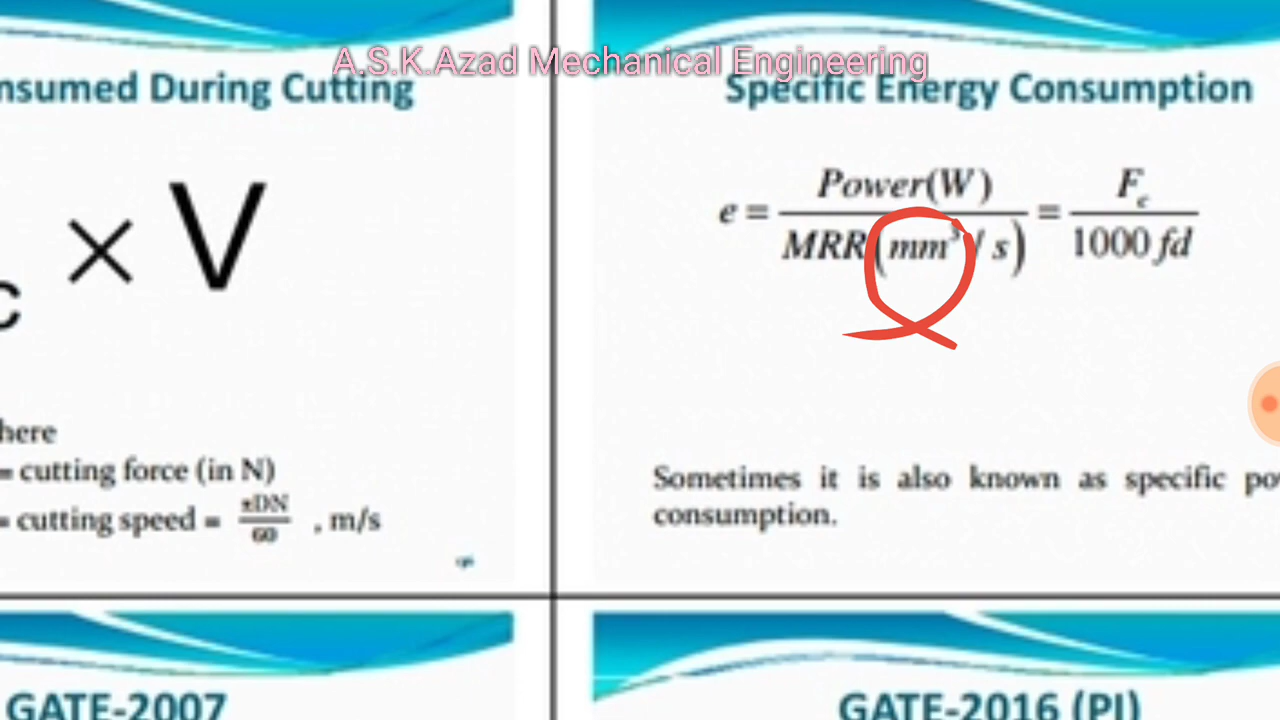 A.S.K.Azad Mechanical Engineering
nsumed During Cutting
c × V
here
= cutting force (in N)
= cutting speed = πDN/60 , m/s
Specific Energy Consumption
e = Power(W)/MRR(mm³/s) = F_c/1000 fd
Sometimes it is also known as specific po
consumption.
GATE-2007
GATE-2016 (PI)